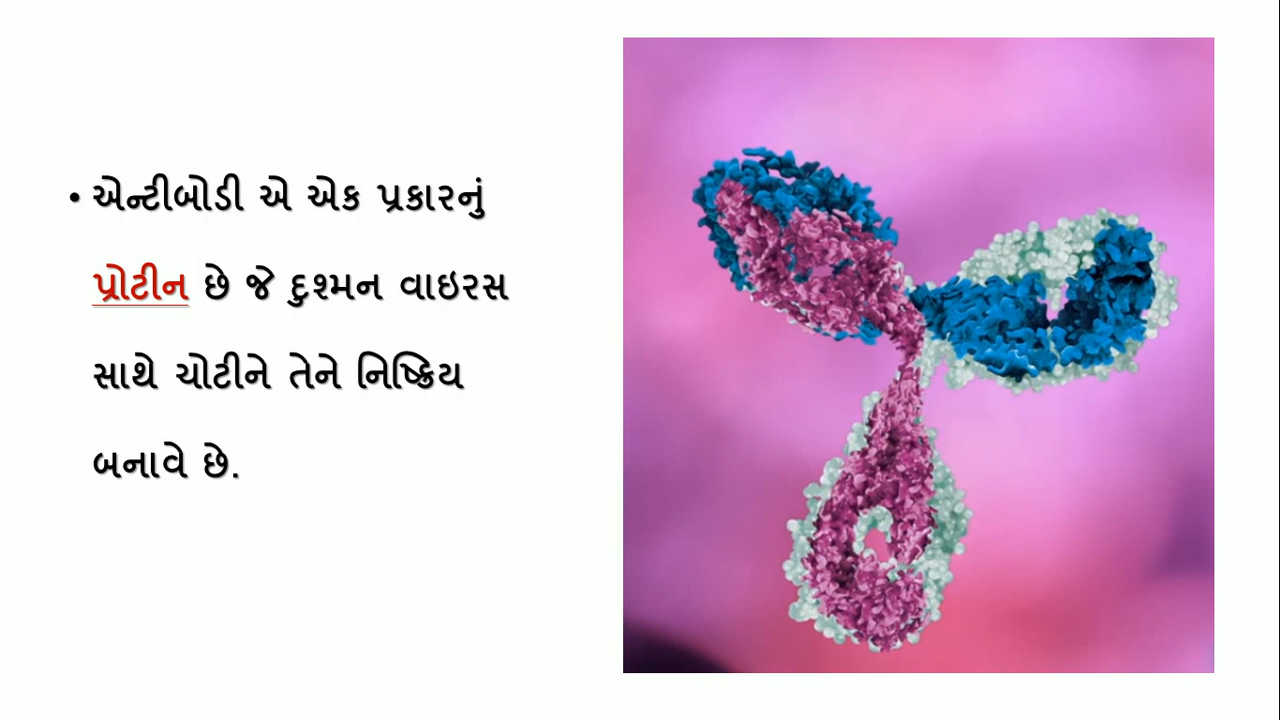 • એન્ટીબોડી એ એક પ્રકારનું
પ્રોટીન છે જે દુશ્મન વાઇરસ
સાથે ચોટીને તેને નિષ્ક્રિય
બનાવે છે.